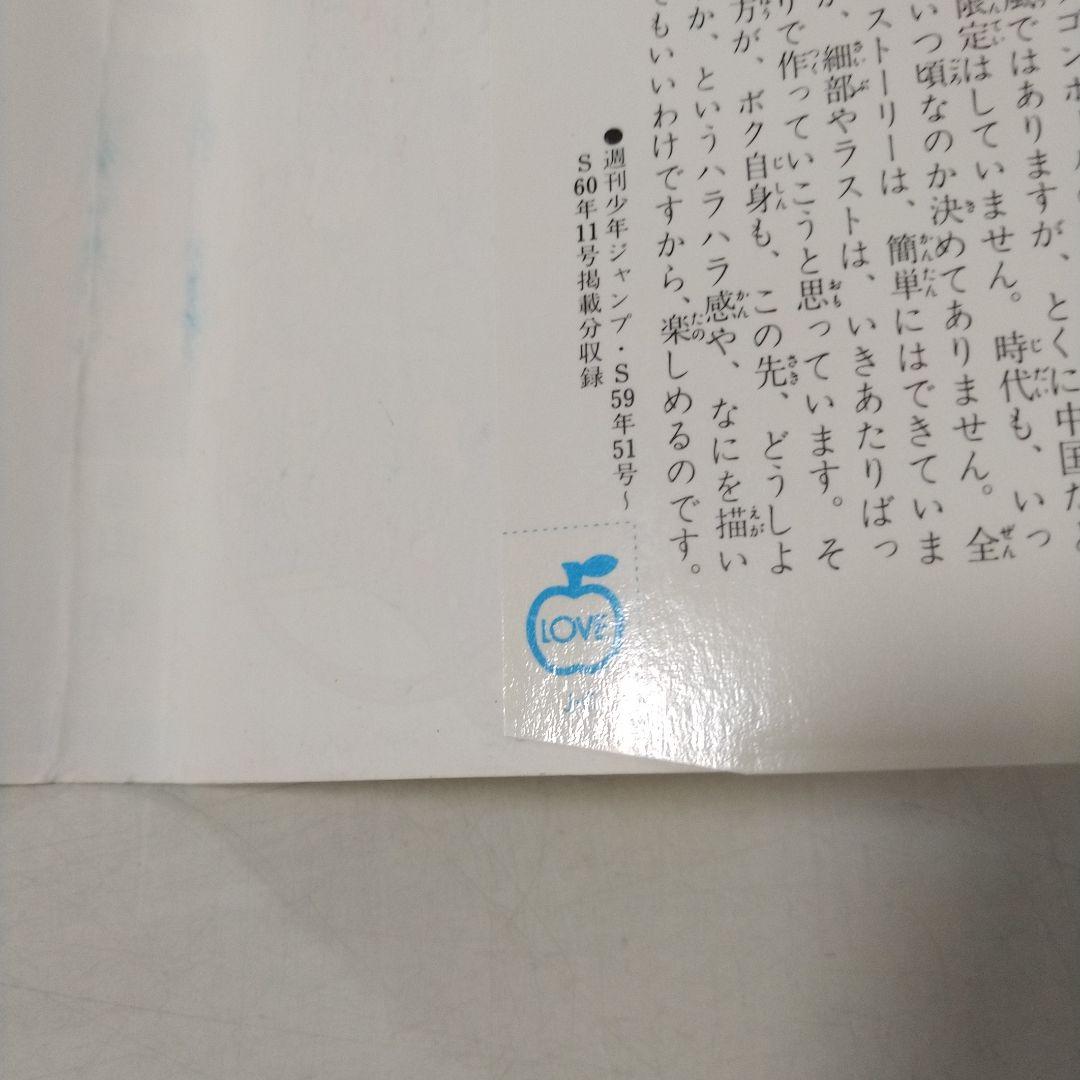 ゴンボ
風ではありますが、とくに中国だと
限定はしていません。時代も、いっ
いつ頃なのか決めてありません。全
ストーリーは、簡単にはできていま
、細部やラストは、いきあたりばっ
りで作っていこうと思っています。そ
方が、ボク自身も、この先、どうしよ
か、というハラハラ感や、なにを描い
てもいいわけですから、楽しめるのです。
●週刊少年ジャンプ・S59年51号〜
S60年11号掲載分収録
LOVE